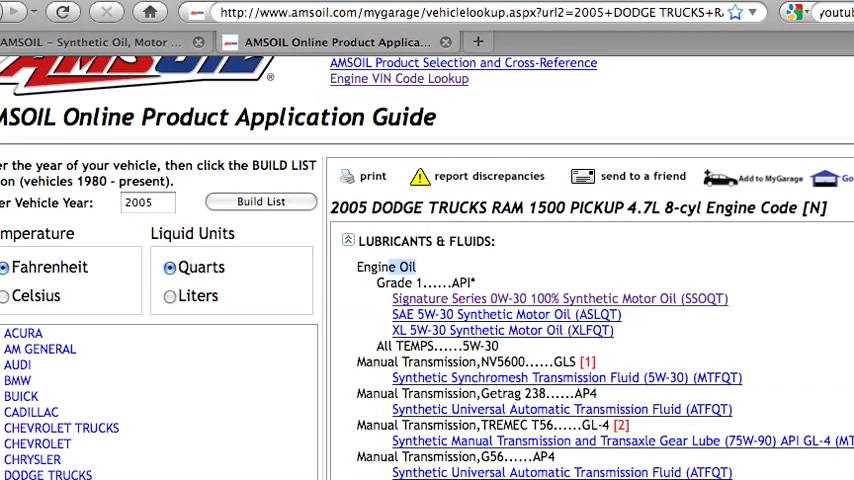 http://www.amsoil.com/mygarage/vehiclelookup.aspx?url2=2005+DODGE TRUCKS+R
youtub
AMSOIL - Synthetic Oil, Motor ...
AMSOIL Online Product Applica...
AMSOIL Product Selection and Cross-Reference
Engine VIN Code Lookup
MSOIL Online Product Application Guide
er the year of your vehicle, then click the BUILD LIST
on (vehicles 1980 - present).
er Vehicle Year:
2005
Build List
mperature
Liquid Units
Fahrenheit
Quarts
Celsius
Liters
ACURA
AM GENERAL
AUDI
BMW
BUICK
CADILLAC
CHEVROLET TRUCKS
CHEVROLET
CHRYSLER
DODGE TRUCKS
print
report discrepancies
send to a friend
Add to MyGarage
Go
2005 DODGE TRUCKS RAM 1500 PICKUP 4.7L 8-cyl Engine Code [N]
LUBRICANTS & FLUIDS:
Engine Oil
Grade 1......API*
Signature Series 0W-30 100% Synthetic Motor Oil (SSOQT)
SAE 5W-30 Synthetic Motor Oil (ASLQT)
XL 5W-30 Synthetic Motor Oil (XLFQT)
All TEMPS......5W-30
Manual Transmission,NV5600......GLS [1]
Synthetic Synchromesh Transmission Fluid (5W-30) (MTFQT)
Manual Transmission,Getrag 238......AP4
Synthetic Universal Automatic Transmission Fluid (ATFQT)
Manual Transmission,TREMEC T56......GL-4 [2]
Synthetic Manual Transmission and Transaxle Gear Lube (75W-90) API GL-4 (MT
Manual Transmission,G56......AP4
Synthetic Universal Automatic Transmission Fluid (ATFQT)